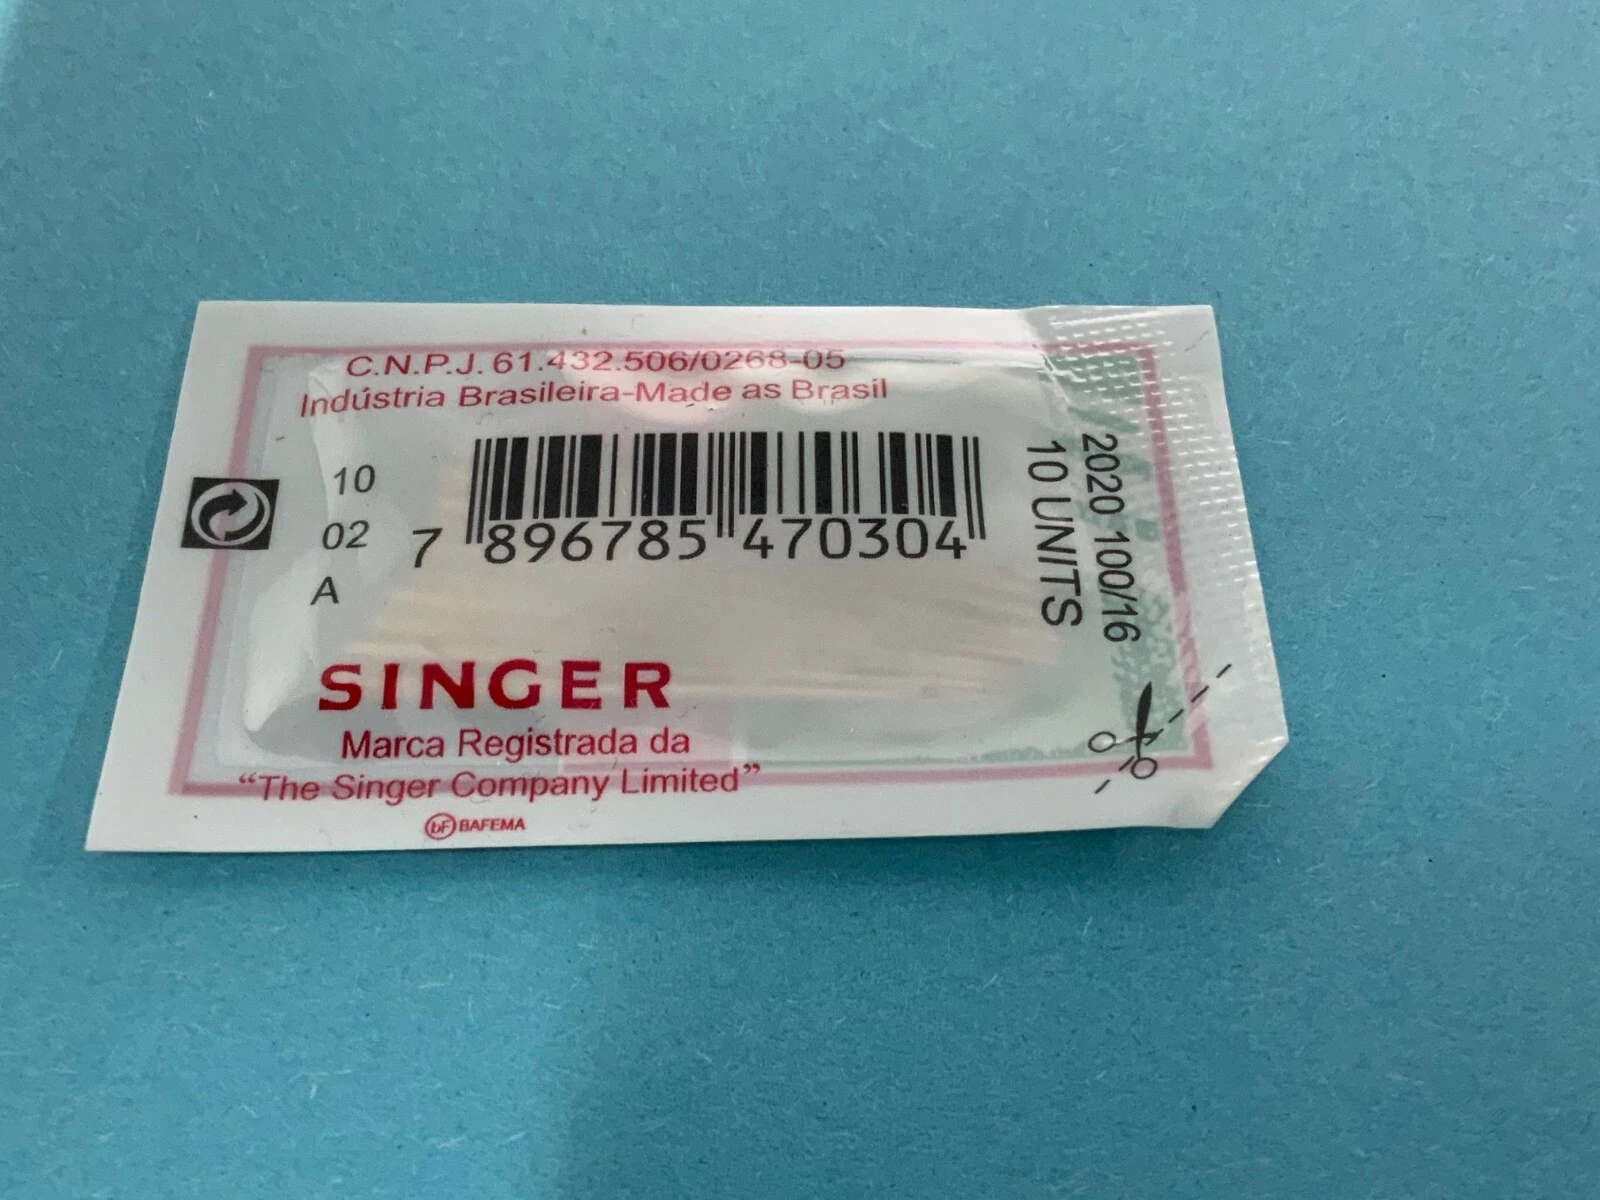 C.N.P.J. 61.432.506/0268-05
Indústria Brasileira-Made as Brasil
10
02
A
7 896785 470304
2020 100/16
10 UNITS
SINGER
Marca Registrada da
“The Singer Company Limited”
bF BAFEMA